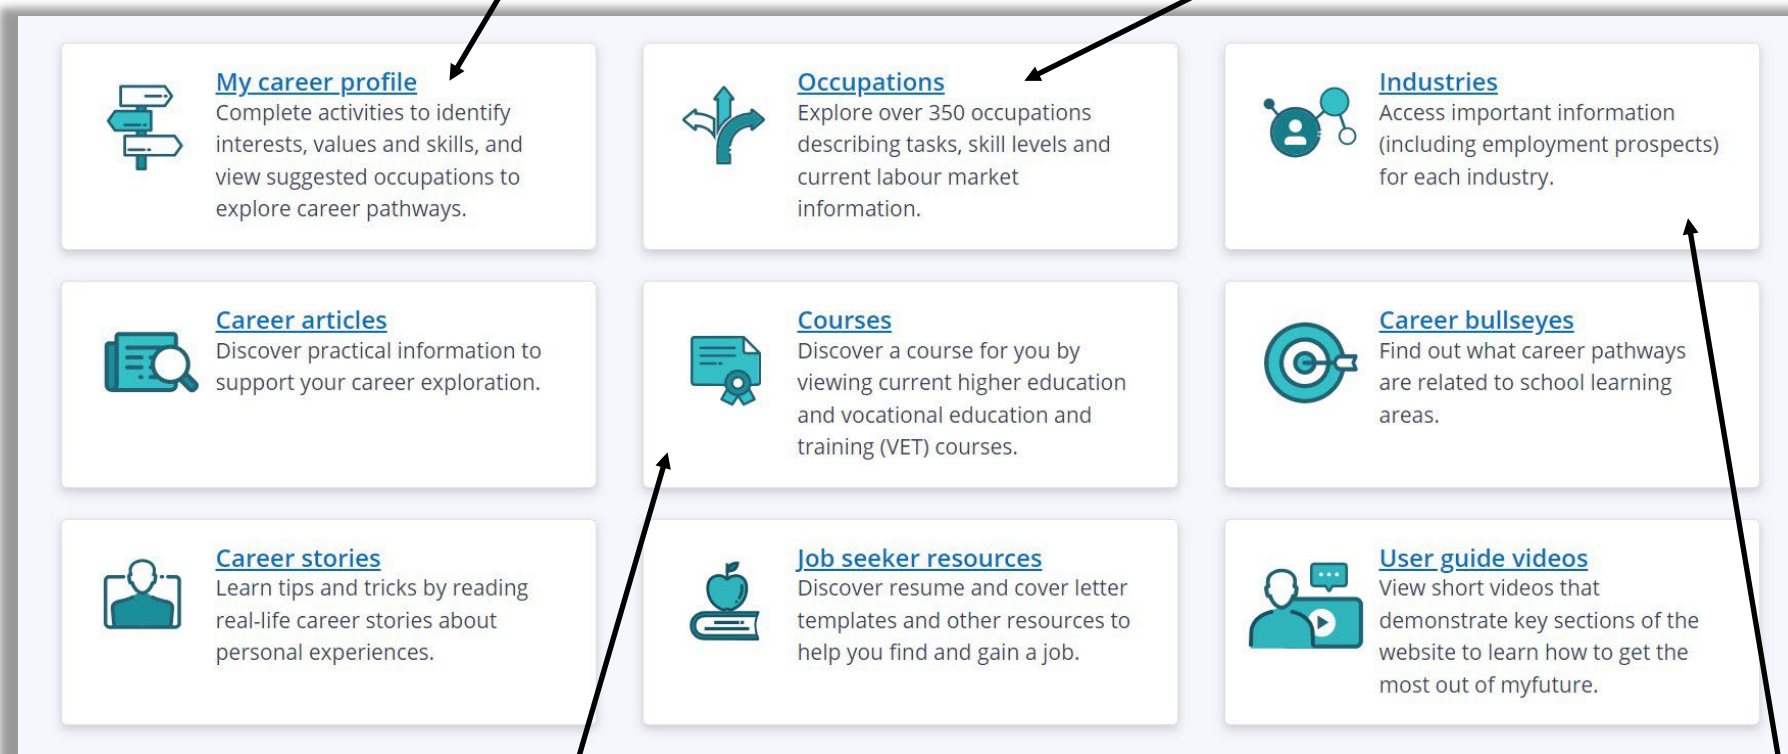 My career profile
Complete activities to identify
interests, values and skills, and
view suggested occupations to
explore career pathways.
Occupations
Explore over 350 occupations
describing tasks, skill levels and
current labour market
information.
Industries
Access important information
(including employment prospects)
for each industry.
Career articles
Discover practical information to
support your career exploration.
Courses
Discover a course for you by
viewing current higher education
and vocational education and
training (VET) courses.
Career bullseyes
Find out what career pathways
are related to school learning
areas.
Career stories
Learn tips and tricks by reading
real-life career stories about
personal experiences.
Job seeker resources
Discover resume and cover letter
templates and other resources to
help you find and gain a job.
User guide videos
View short videos that
demonstrate key sections of the
website to learn how to get the
most out of myfuture.